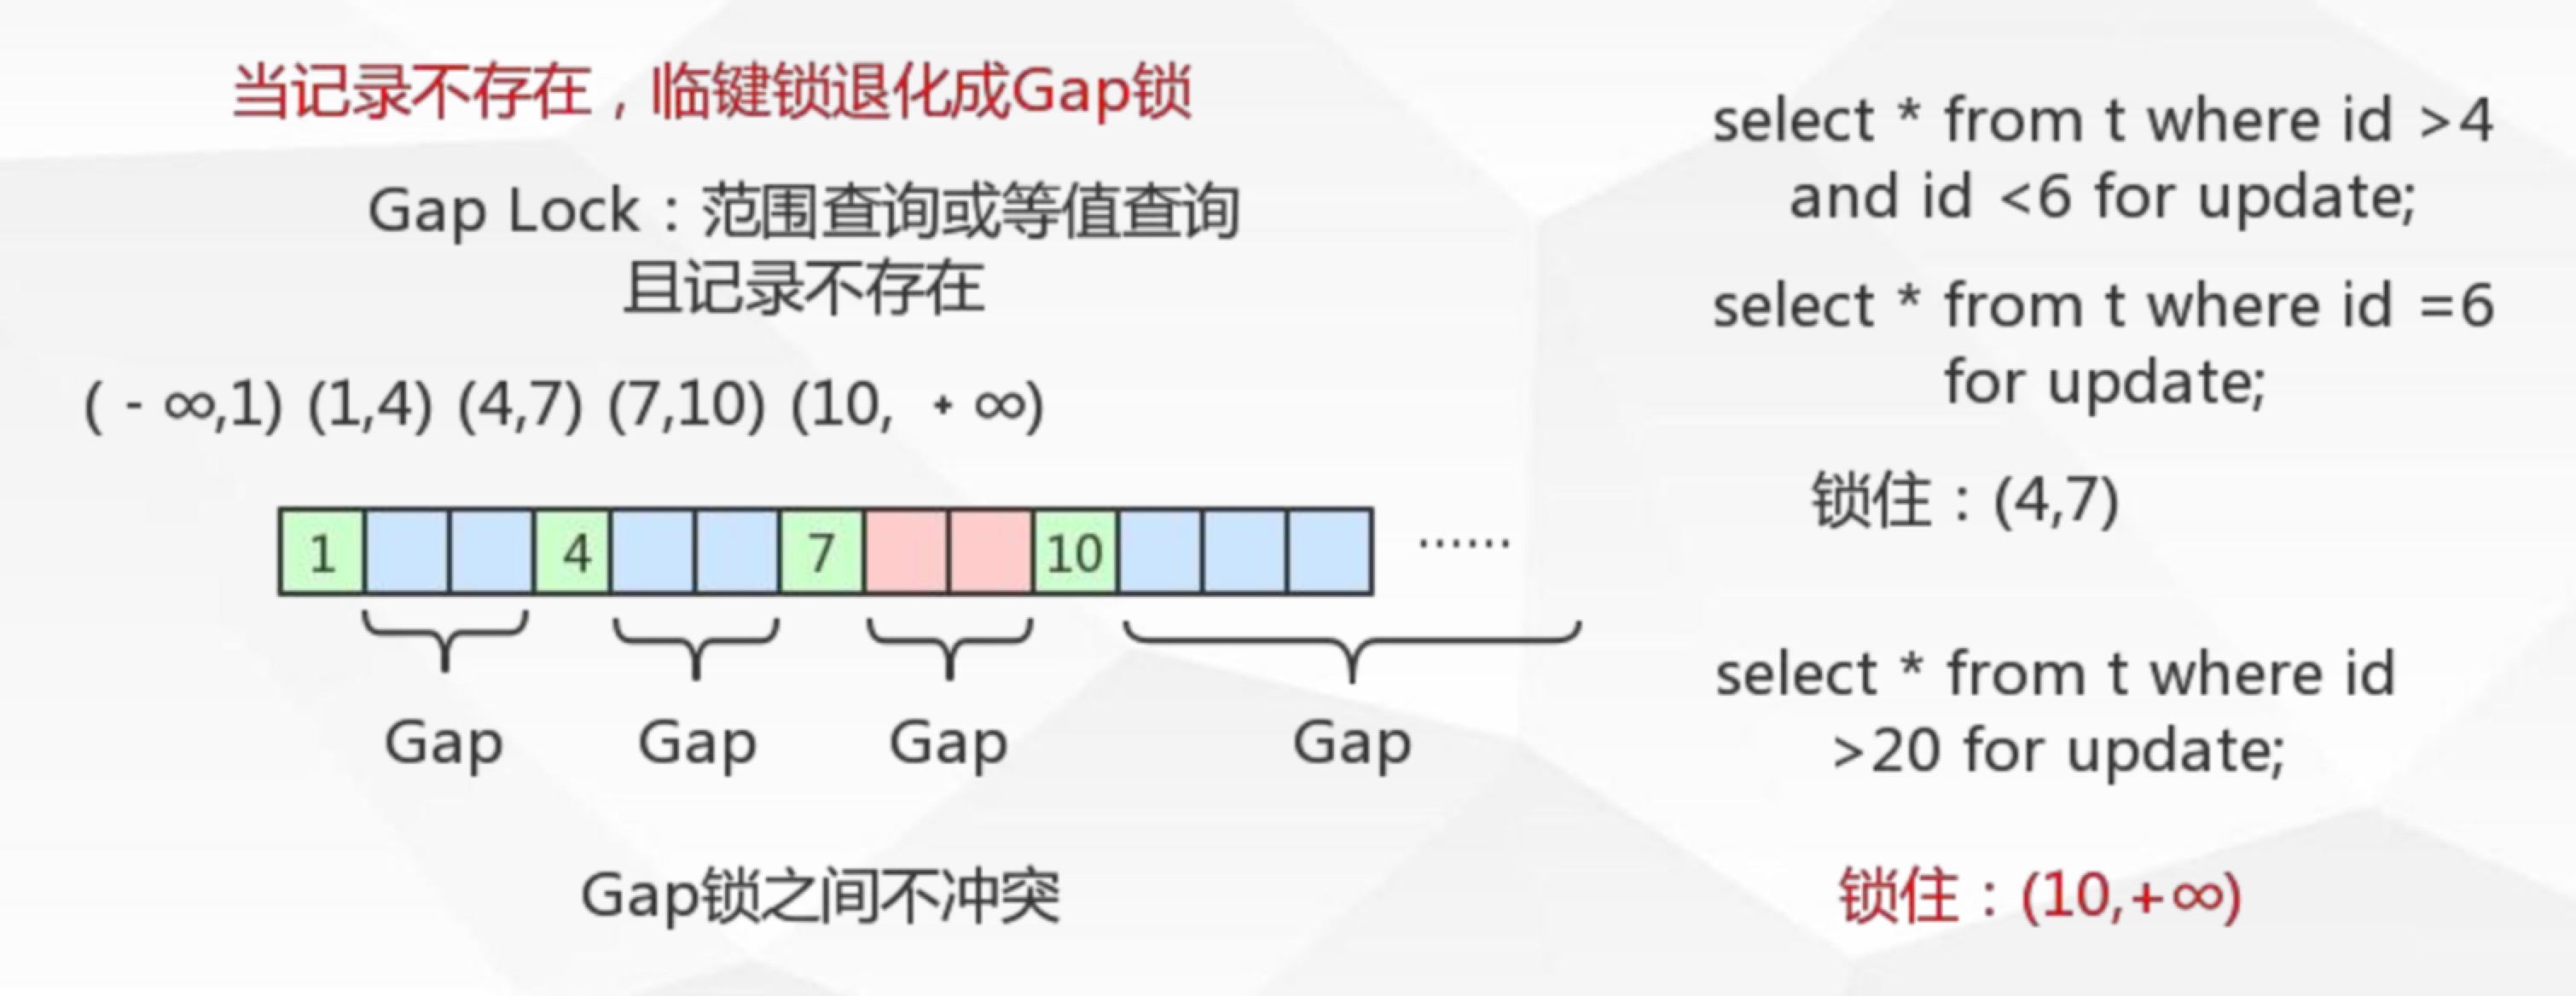 当记录不存在，临键锁退化成Gap锁
Gap Lock：范围查询或等值查询
且记录不存在
( - ∞,1) (1,4) (4,7) (7,10) (10, + ∞)
1 4 7 10 ……
Gap Gap Gap Gap
Gap锁之间不冲突
select * from t where id >4
and id <6 for update;
select * from t where id =6
for update;
锁住：(4,7)
select * from t where id
>20 for update;
锁住：(10,+∞)